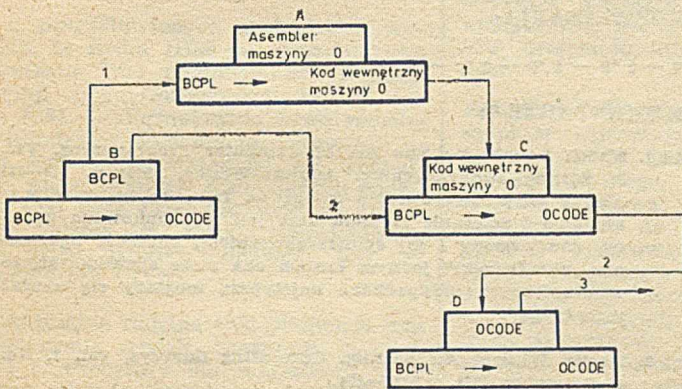 A
Asembler
maszyny 0
1
BCPL → Kod wewnętrzny
maszyny 0
1
B
BCPL
BCPL → OCODE
2
C
Kod wewnętrzny
maszyny 0
BCPL → OCODE
2
3
D
OCODE
BCPL → OCODE